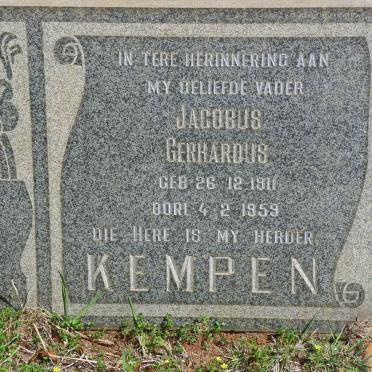 IN TERE HERINNERING AAN
MY GELIEFDE VADER
JACOBUS
GERHARDUS
GEB 26-12-1911
OORL 4-2-1959
DIE HERE IS MY HERDER.
KEMPEN